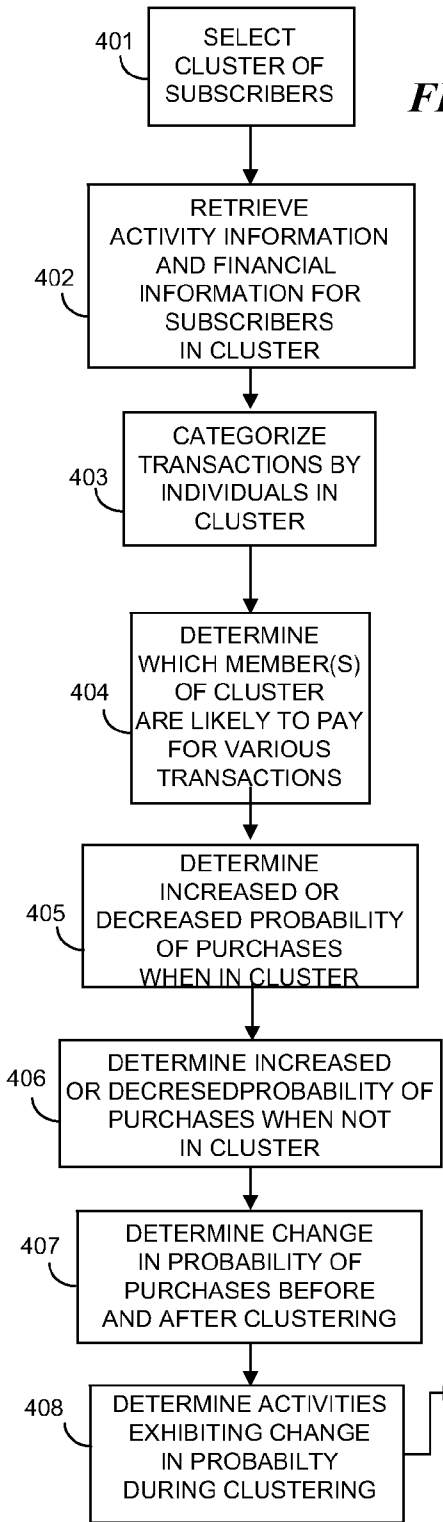 401
SELECT
CLUSTER OF
SUBSCRIBERS
402
RETRIEVE
ACTIVITY INFORMATION
AND FINANCIAL
INFORMATION FOR
SUBSCRIBERS
IN CLUSTER
403
CATEGORIZE
TRANSACTIONS BY
INDIVIDUALS IN
CLUSTER
404
DETERMINE
WHICH MEMBER(S)
OF CLUSTER
ARE LIKELY TO PAY
FOR VARIOUS
TRANSACTIONS
405
DETERMINE
INCREASED OR
DECREASED PROBABILITY
OF PURCHASES
WHEN IN CLUSTER
406
DETERMINE INCREASED
OR DECRESEDPROBABILITY OF
PURCHASES WHEN NOT
IN CLUSTER
407
DETERMINE CHANGE
IN PROBABILITY OF
PURCHASES BEFORE
AND AFTER CLUSTERING
408
DETERMINE ACTIVITIES
EXHIBITING CHANGE
IN PROBABILTY
DURING CLUSTERING